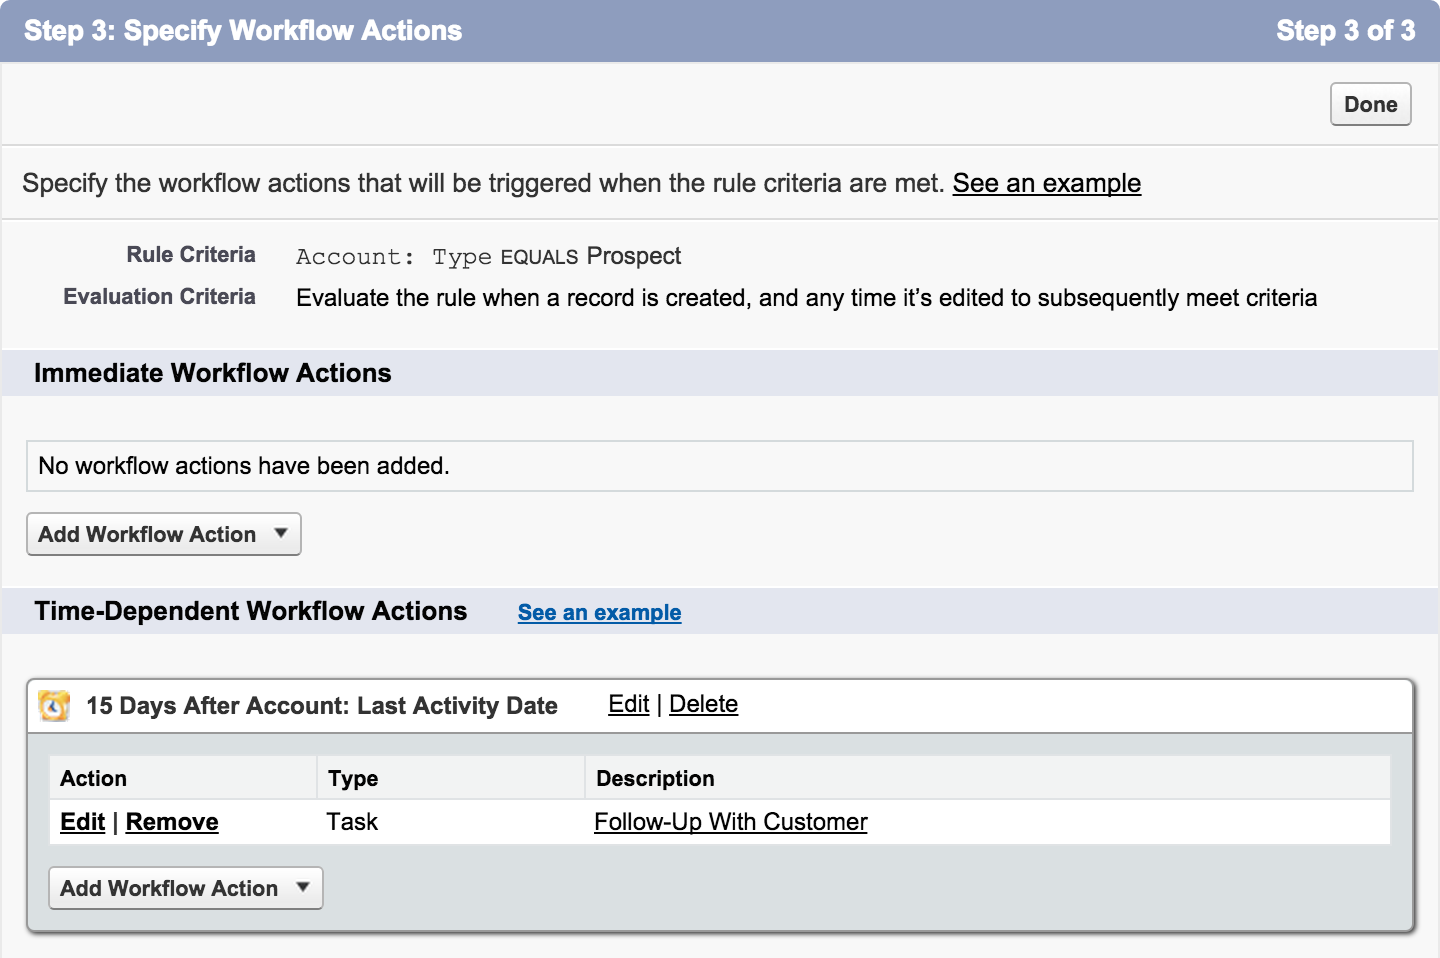 Step 3: Specify Workflow Actions Step 3 of 3
Done
Specify the workflow actions that will be triggered when the rule criteria are met. See an example
Rule Criteria Account: Type EQUALS Prospect
Evaluation Criteria Evaluate the rule when a record is created, and any time it’s edited to subsequently meet criteria
Immediate Workflow Actions
No workflow actions have been added.
Add Workflow Action
Time-Dependent Workflow Actions See an example
15 Days After Account: Last Activity Date Edit | Delete
Action Type Description
Edit | Remove Task Follow-Up With Customer
Add Workflow Action